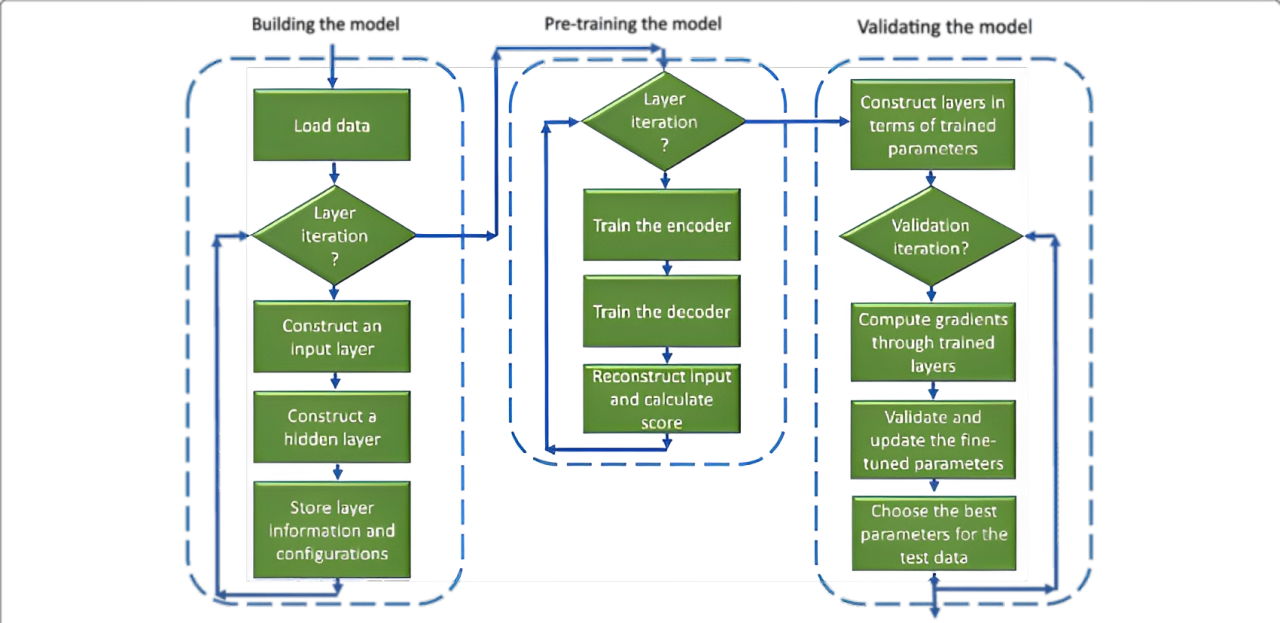 Building the model
Load data
Layer
iteration
?
Construct an
input layer
Construct a
hidden layer
Store layer
information and
configurations
Pre-training the model
Layer
iteration
?
Train the encoder
Train the decoder
Reconstruct input
and calculate
score
Validating the model
Construct layers in
terms of trained
parameters
Validation
iteration?
Compute gradients
through trained
layers
Validate and
update the fine-
tuned parameters
Choose the best
parameters for the
test data